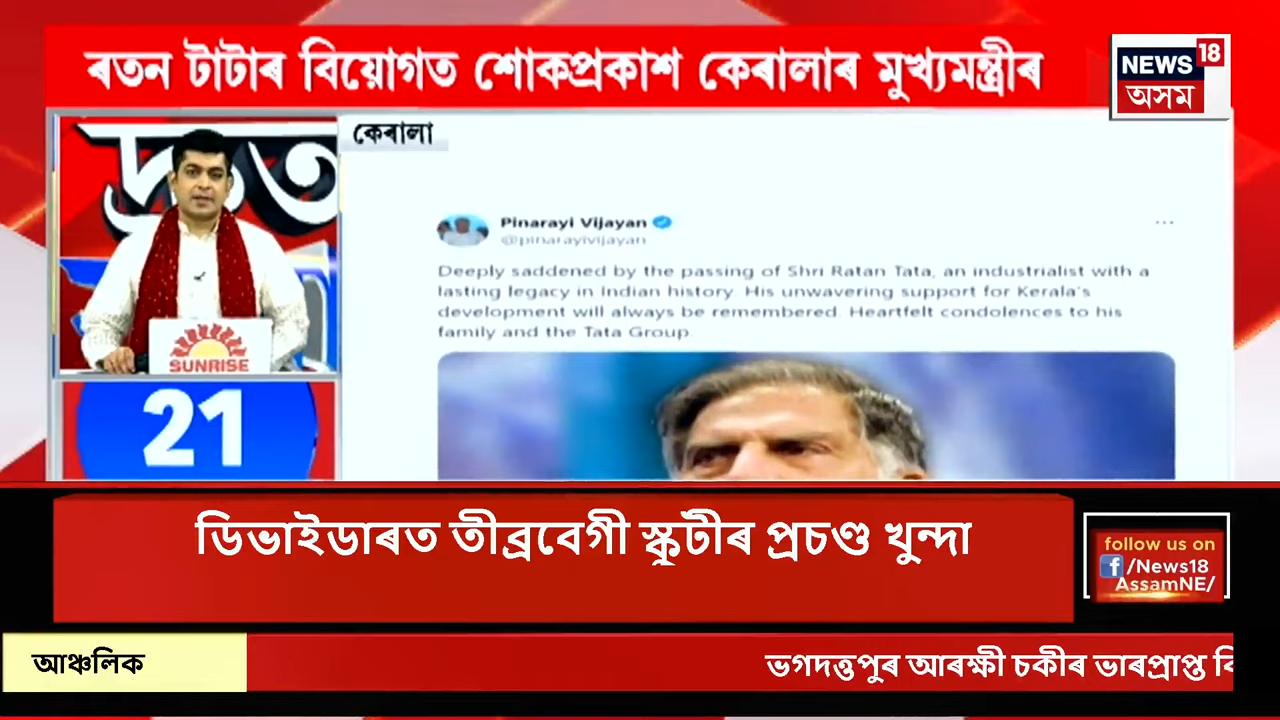 ৰতন টাটাৰ বিয়োগত শোকপ্ৰকাশ কেৰালাৰ মুখ্যমন্ত্ৰীৰ
NEWS 18
অসম
কেৰালা
দ্ৰুত
Pinarayi Vijayan
@pinarayivijayan
Deeply saddened by the passing of Shri Ratan Tata, an industrialist with a
lasting legacy in Indian history. His unwavering support for Kerala's
development will always be remembered. Heartfelt condolences to his
family and the Tata Group.
SUNRISE
21
ডিভাইডাৰত তীব্ৰবেগী স্কুটীৰ প্ৰচণ্ড খুন্দা
follow us on
f/News18
AssamNE/
আঞ্চলিক
ভগদত্তপুৰ আৰক্ষী চকীৰ ভাৰপ্ৰাপ্ত